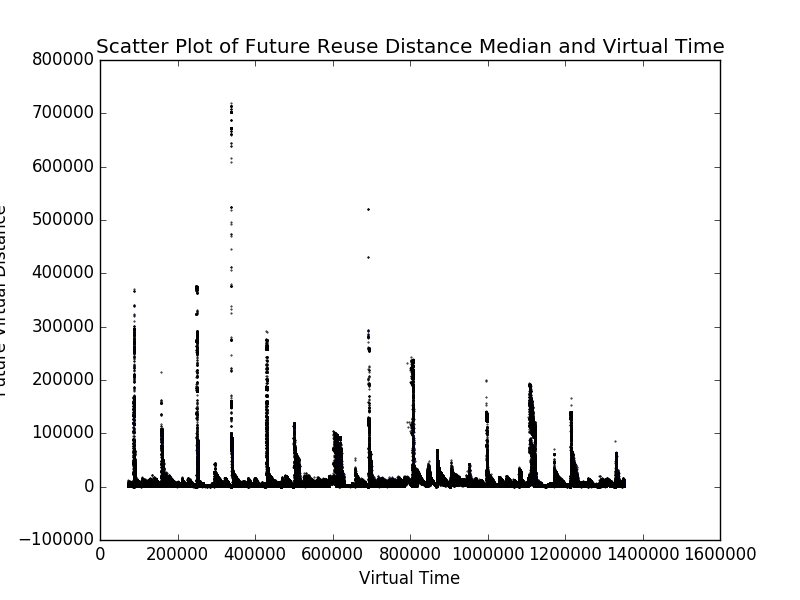 Scatter Plot of Future Reuse Distance Median and Virtual Time
800000
700000
600000
500000
400000
300000
200000
100000
0
−100000
0 200000 400000 600000 800000 1000000 1200000 1400000 1600000
Virtual Time
Future Virtual Distance